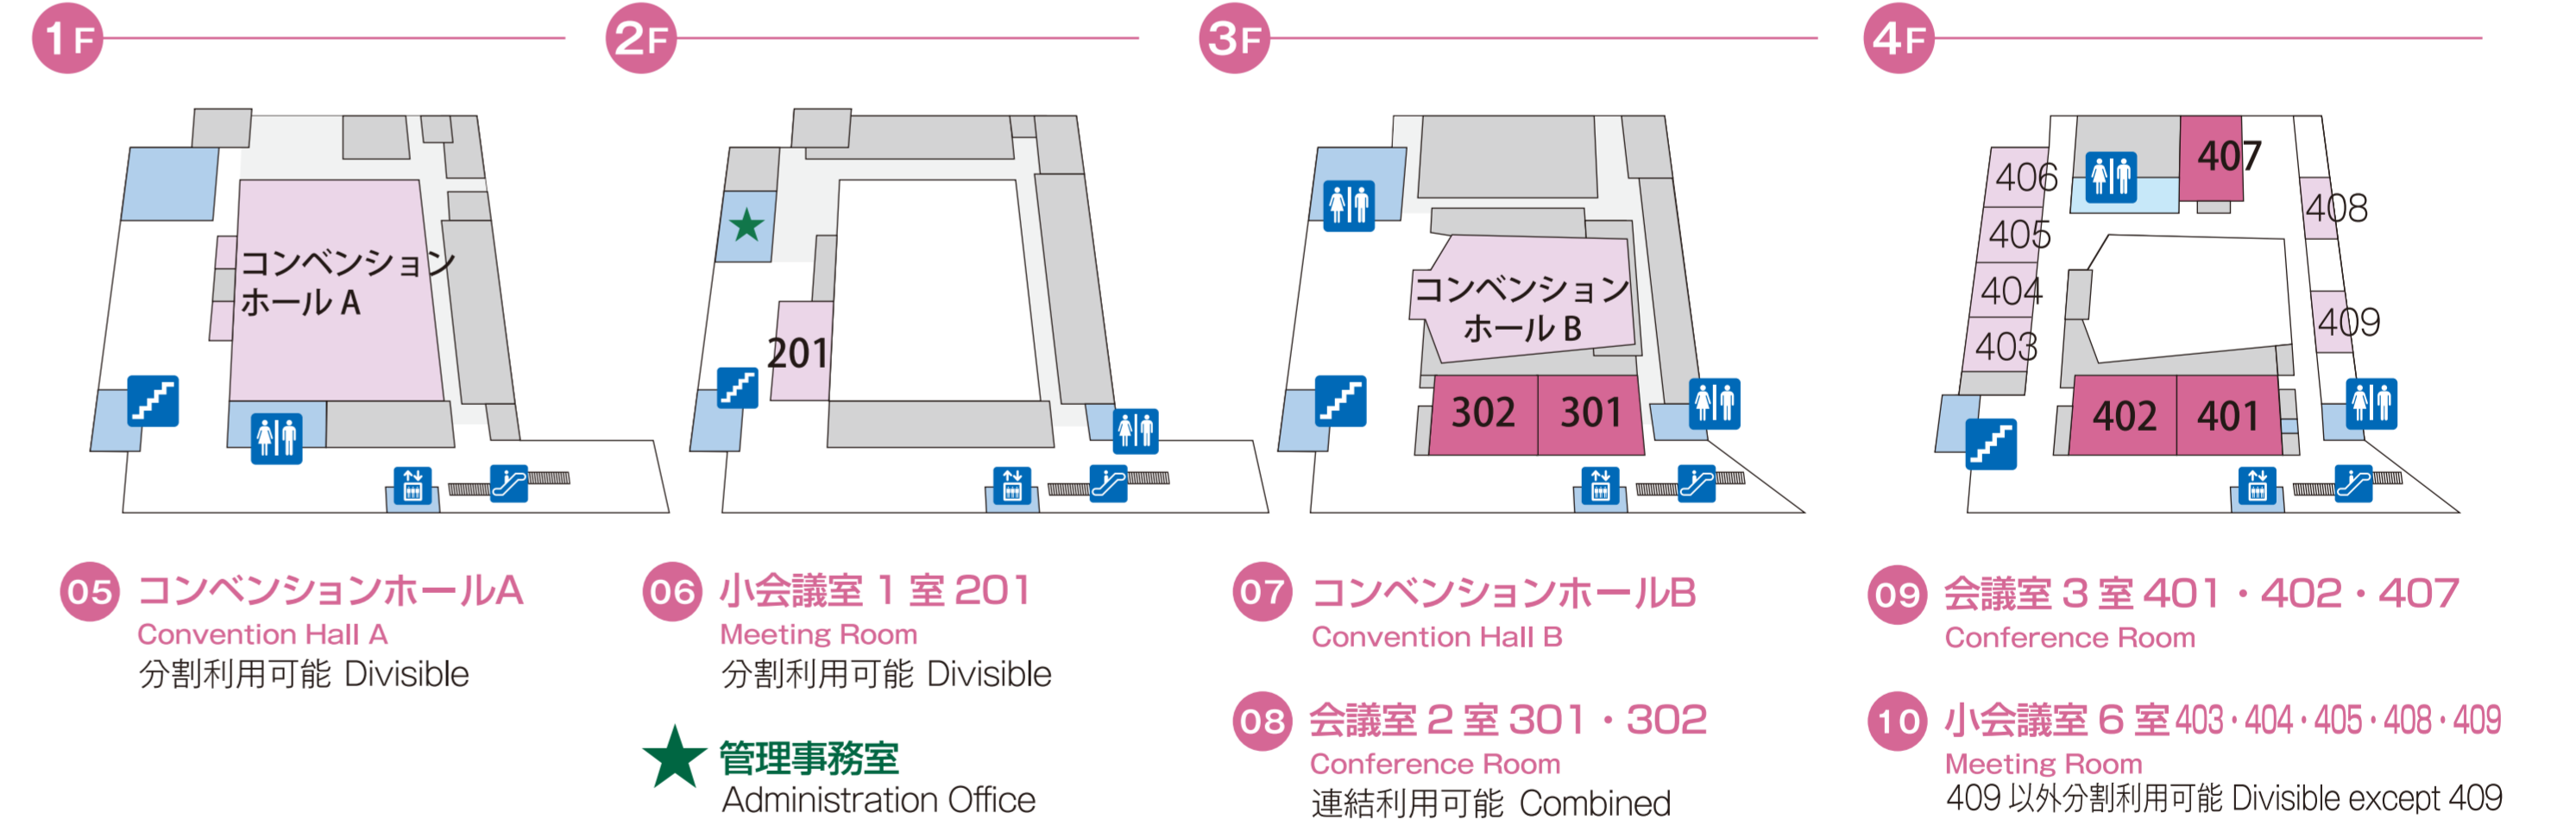 1F
2F
3F
4F
コンベンション
ホール A
201
コンベンション
ホール B
302
301
406
405
404
403
407
408
409
402
401
05 コンベンションホールA
Convention Hall A
分割利用可能 Divisible
06 小会議室 1 室 201
Meeting Room
分割利用可能 Divisible
★ 管理事務室
Administration Office
07 コンベンションホールB
Convention Hall B
08 会議室 2 室 301・302
Conference Room
連結利用可能 Combined
09 会議室 3 室 401・402・407
Conference Room
10 小会議室 6 室 403・404・405・408・409
Meeting Room
409 以外分割利用可能 Divisible except 409